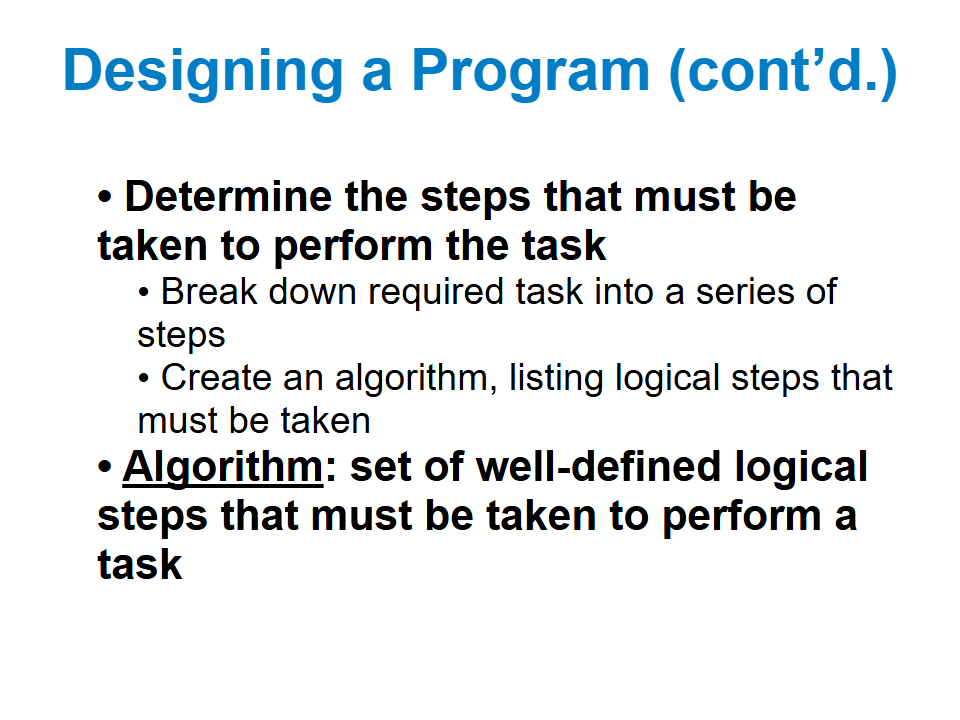 Designing a Program (cont’d.)
• Determine the steps that must be
taken to perform the task
• Break down required task into a series of
steps
• Create an algorithm, listing logical steps that
must be taken
• Algorithm: set of well-defined logical
steps that must be taken to perform a
task